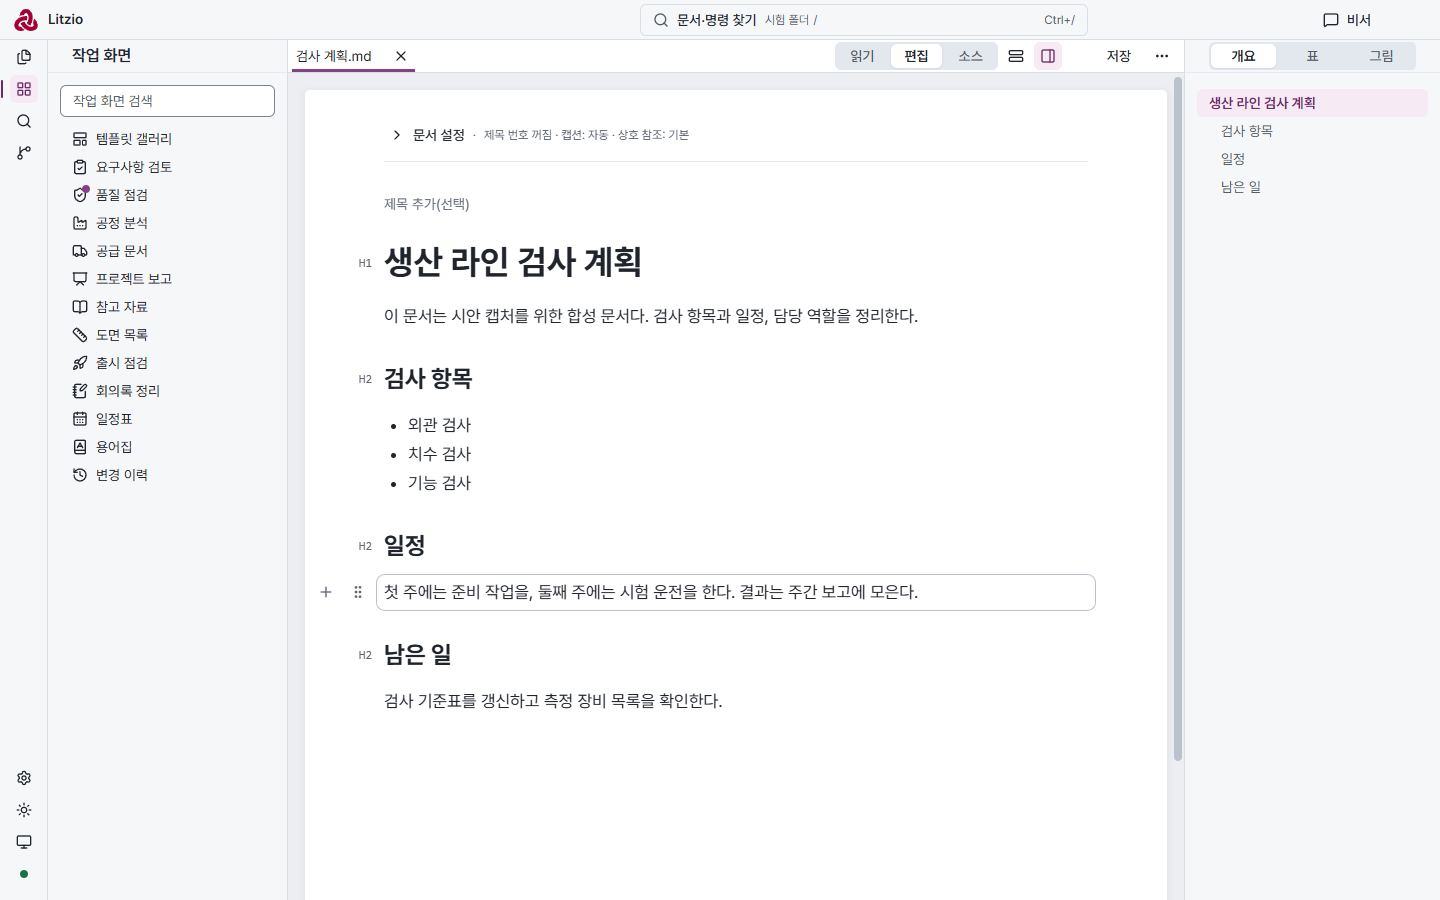 Litzio
문서·명령 찾기 시험 폴더 / Ctrl+/
비서
작업 화면
작업 화면 검색
템플릿 갤러리
요구사항 검토
품질 점검
공정 분석
공급 문서
프로젝트 보고
참고 자료
도면 목록
출시 점검
회의록 정리
일정표
용어집
변경 이력
검사 계획.md
읽기 편집 소스
저장
문서 설정 · 제목 번호 꺼짐 · 캡션: 자동 · 상호 참조: 기본
제목 추가(선택)
H1 생산 라인 검사 계획
이 문서는 시안 캡처를 위한 합성 문서다. 검사 항목과 일정, 담당 역할을 정리한다.
H2 검사 항목
• 외관 검사
• 치수 검사
• 기능 검사
H2 일정
첫 주에는 준비 작업을, 둘째 주에는 시험 운전을 한다. 결과는 주간 보고에 모은다.
H2 남은 일
검사 기준표를 갱신하고 측정 장비 목록을 확인한다.
개요 표 그림
생산 라인 검사 계획
검사 항목
일정
남은 일